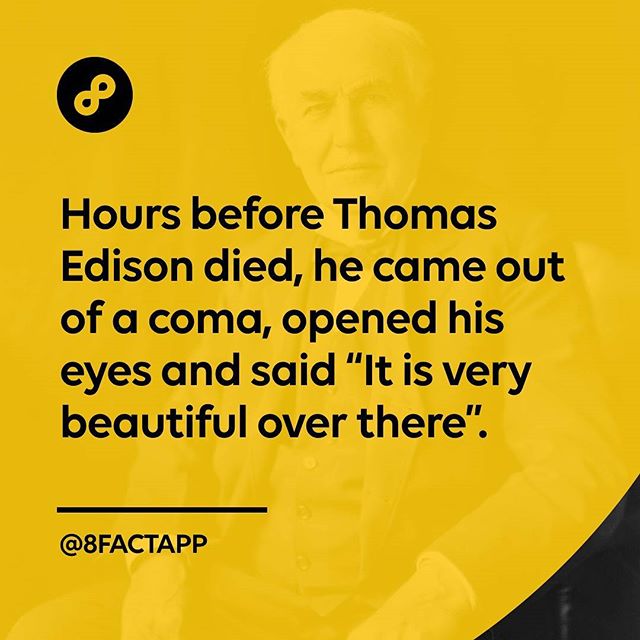 Hours before Thomas
Edison died, he came out
of a coma, opened his
eyes and said “It is very
beautiful over there”.
@8FACTAPP